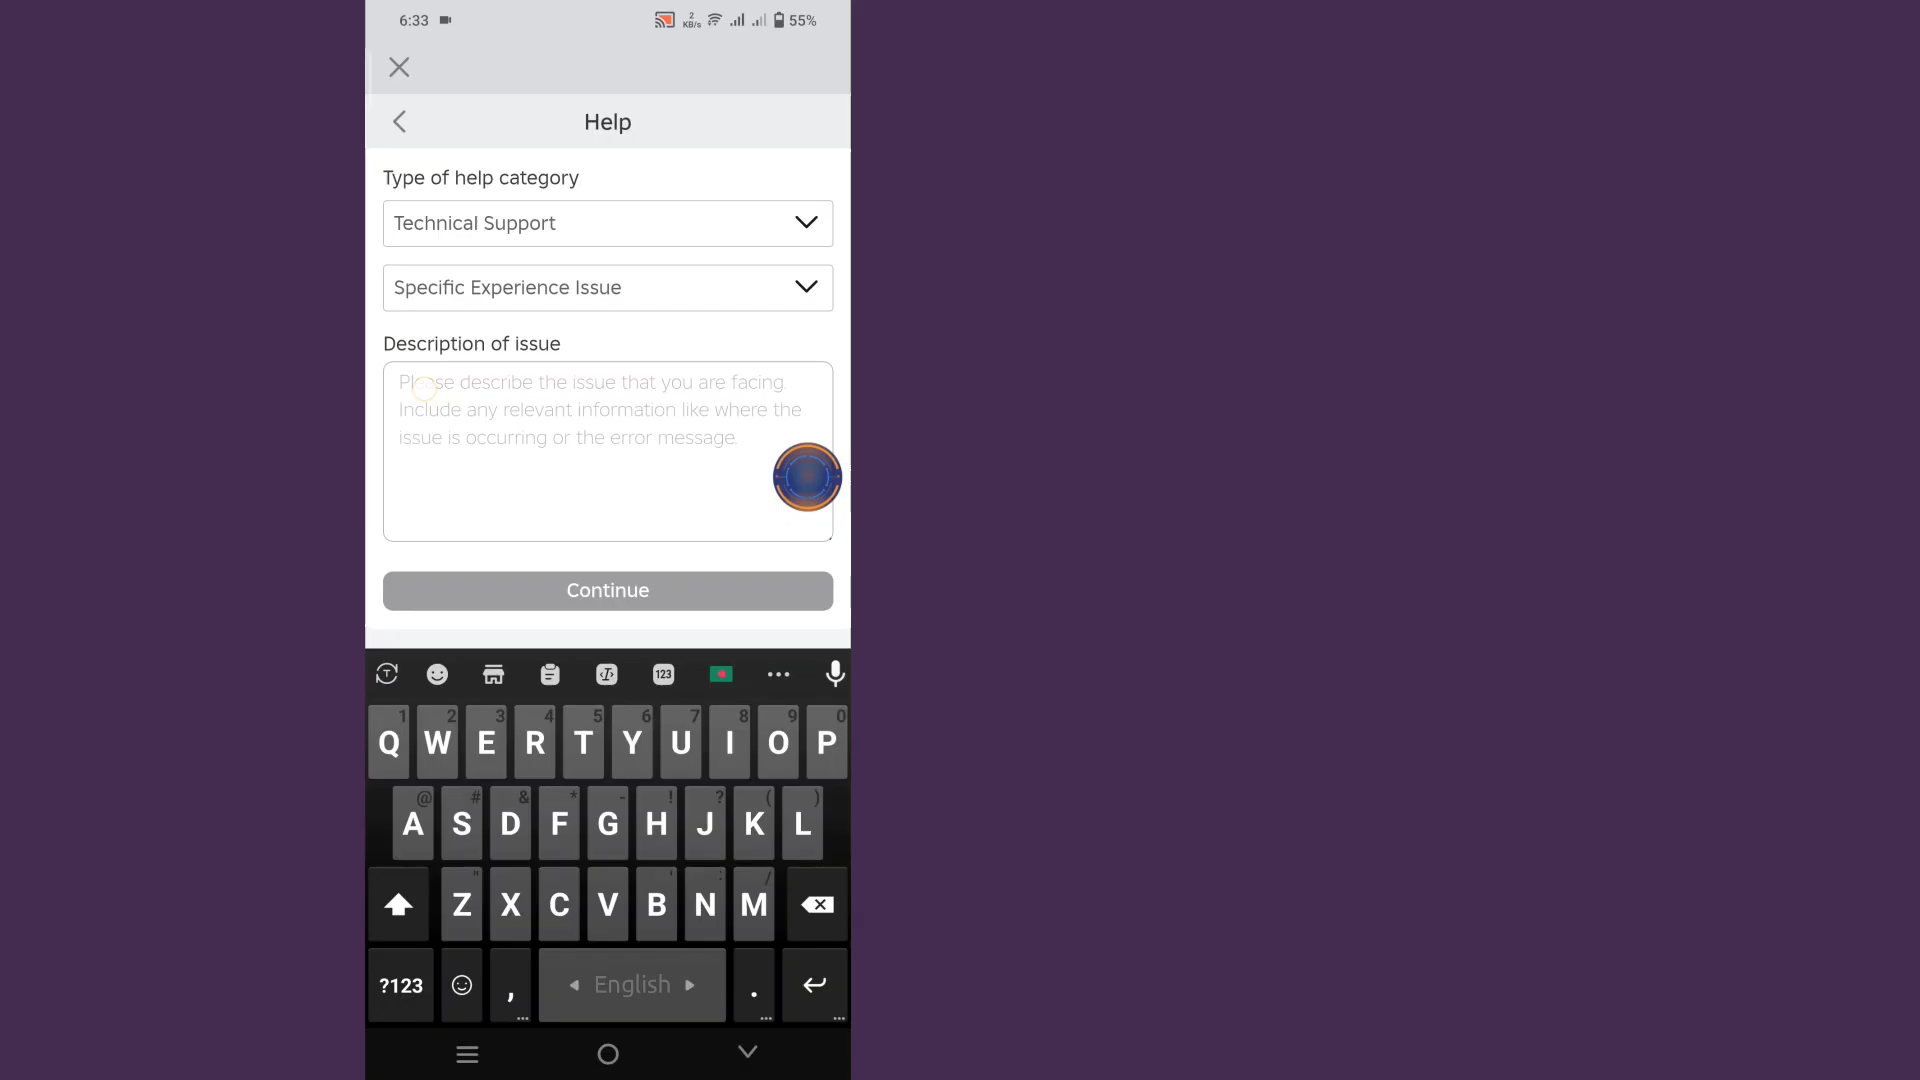 6:33
2
KB/s
55%
Help
Type of help category
Technical Support
Specific Experience Issue
Description of issue
Please describe the issue that you are facing.
Include any relevant information like where the
issue is occurring or the error message.
Continue
T
123
1 2 3 4 5 6 7 8 9 0
Q W E R T Y U I O P
@ # & * - ! ? ( )
A S D F G H J K L
" ' : /
Z X C V B N M
?123 , English .